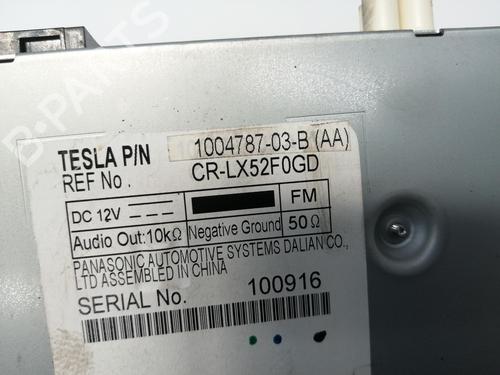 TESLA P/N 1004787-03-B (AA)
REF No. CR-LX52F0GD
DC 12V FM
Audio Out:10kΩ Negative Ground 50Ω
PANASONIC AUTOMOTIVE SYSTEMS DALIAN CO.,
LTD ASSEMBLED IN CHINA
SERIAL No. 100916
B-PARTS